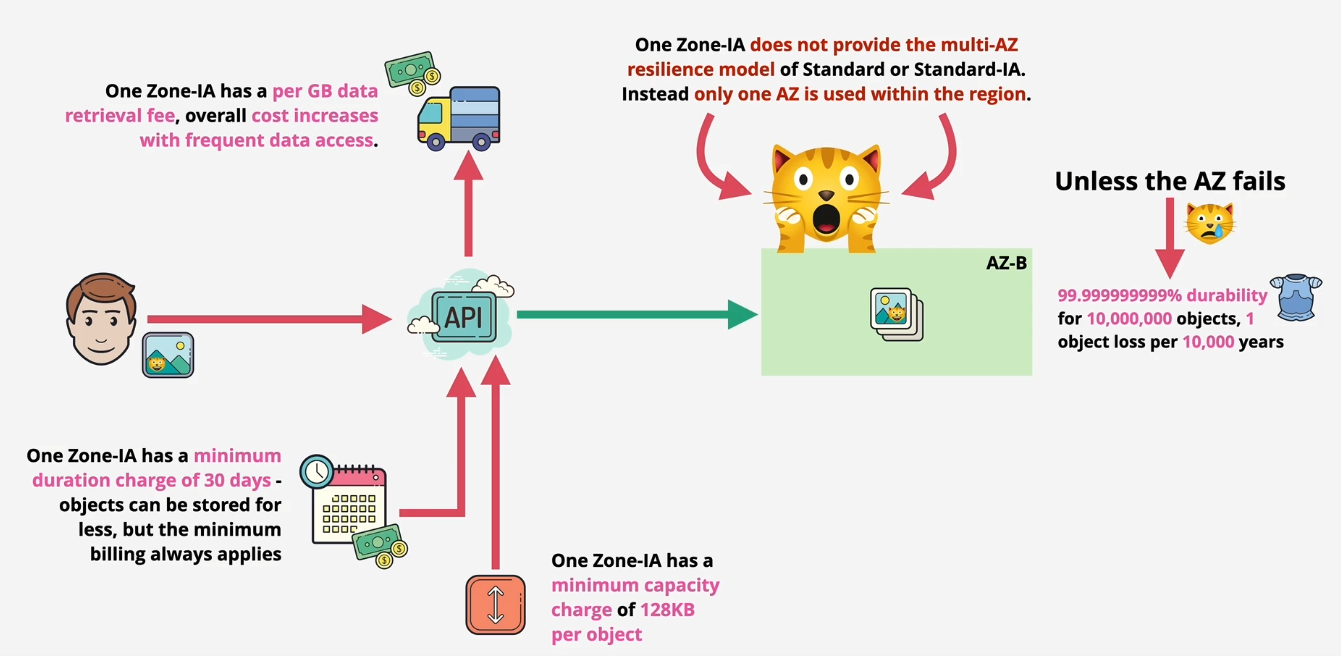 One Zone-IA has a per GB data
retrieval fee, overall cost increases
with frequent data access.
One Zone-IA does not provide the multi-AZ
resilience model of Standard or Standard-IA.
Instead only one AZ is used within the region.
Unless the AZ fails
AZ-B
API
99.999999999% durability
for 10,000,000 objects, 1
object loss per 10,000 years
One Zone-IA has a minimum
duration charge of 30 days -
objects can be stored for
less, but the minimum
billing always applies
One Zone-IA has a
minimum capacity
charge of 128KB
per object